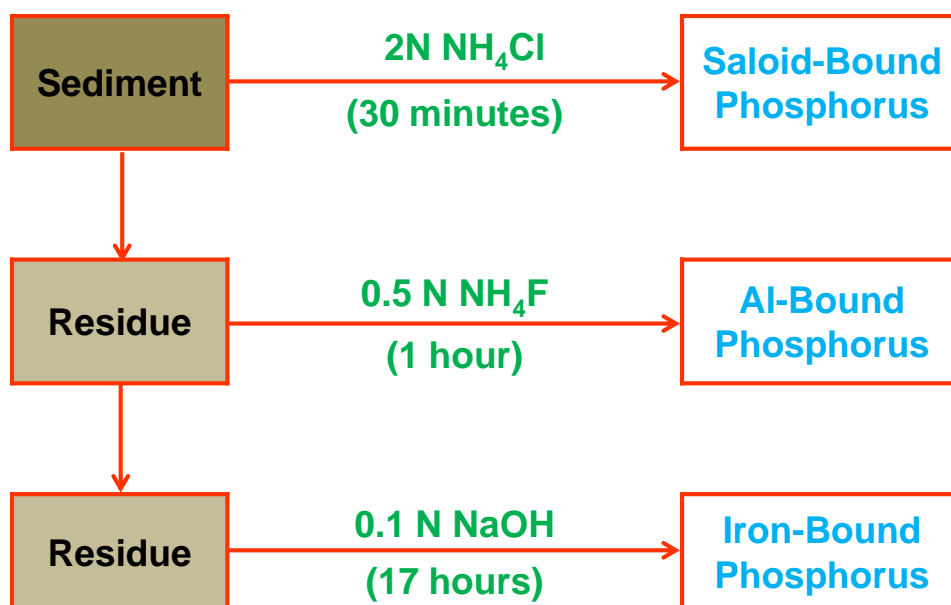 Sediment
2N NH₄Cl
(30 minutes)
Saloid-Bound
Phosphorus
Residue
0.5 N NH₄F
(1 hour)
Al-Bound
Phosphorus
Residue
0.1 N NaOH
(17 hours)
Iron-Bound
Phosphorus